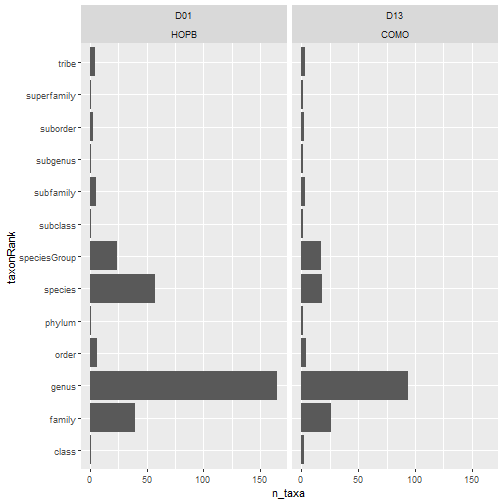 D01 D13
HOPB COMO
tribe
superfamily
suborder
subgenus
subfamily
subclass
speciesGroup
species
phylum
order
genus
family
class
taxonRank
0 50 100 150 0 50 100 150
n_taxa